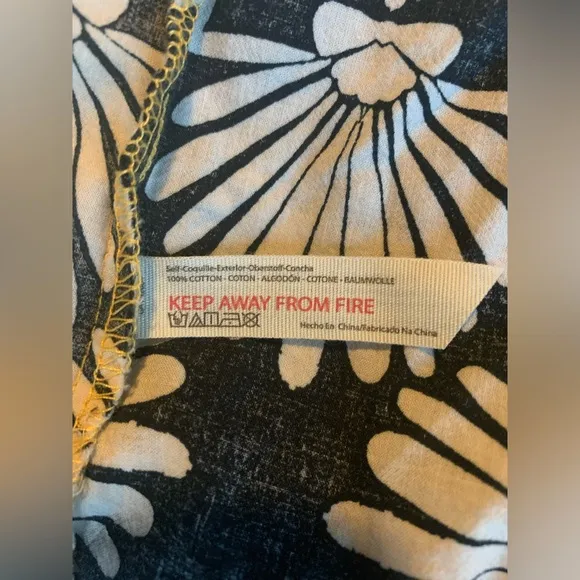 Self-Coquille-Exterior-Oberstoff-Concha
100% COTTON - COTON - ALGODÓN - COTONE - BAUMWOLLE
KEEP AWAY FROM FIRE
Hecho En China/Fabricado Na China